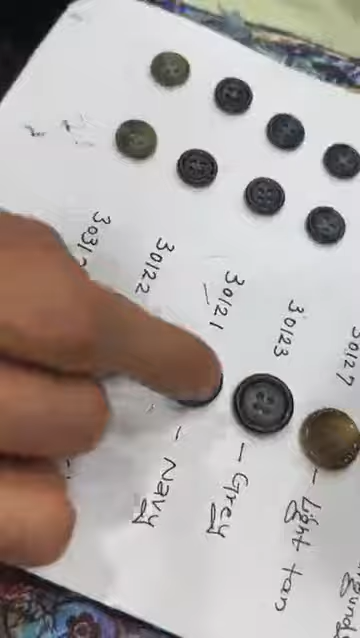 30122
30121
30123
30127
- Navy
- Grey
- Light tan